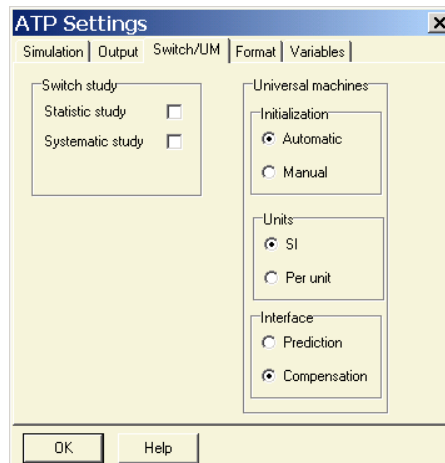 ATP Settings
Simulation Output Switch/UM Format Variables
Switch study
Statistic study
Systematic study
Universal machines
Initialization
Automatic
Manual
Units
SI
Per unit
Interface
Prediction
Compensation
OK Help